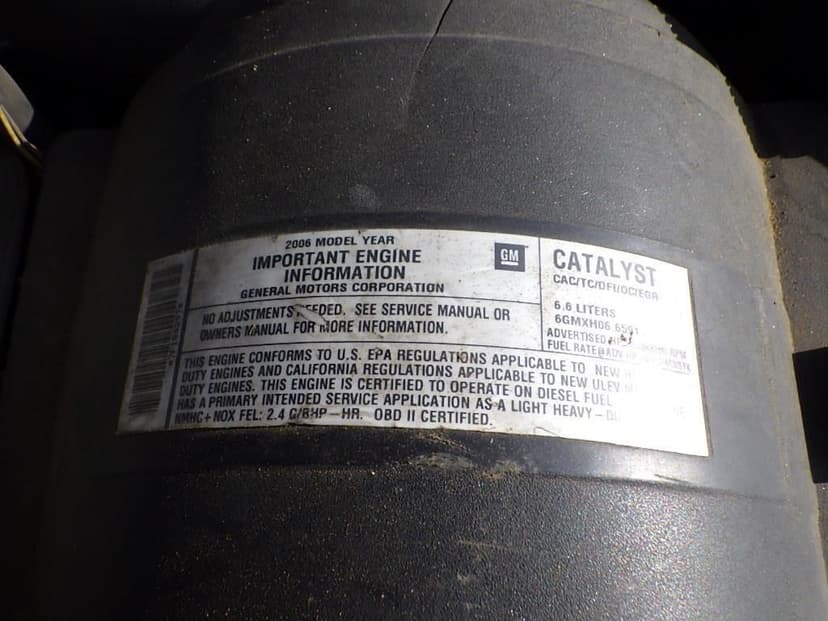 2006 MODEL YEAR
IMPORTANT ENGINE
INFORMATION
GENERAL MOTORS CORPORATION
GM
NO ADJUSTMENTS NEEDED. SEE SERVICE MANUAL OR
OWNERS MANUAL FOR MORE INFORMATION.
CATALYST
CAC/TC/DFI/OC/EGR
6.6 LITERS
ADVERTISED
FUEL RATE@ADV RPM
THIS ENGINE CONFORMS TO U.S. EPA REGULATIONS APPLICABLE TO NEW
DUTY ENGINES AND CALIFORNIA REGULATIONS APPLICABLE TO NEW ULEV
DUTY ENGINES. THIS ENGINE IS CERTIFIED TO OPERATE ON DIESEL FUEL
HAS A PRIMARY INTENDED SERVICE APPLICATION AS A LIGHT HEAVY-
NMHC+NOX FEL: 2.4 G/BHP-HR. OBD II CERTIFIED.